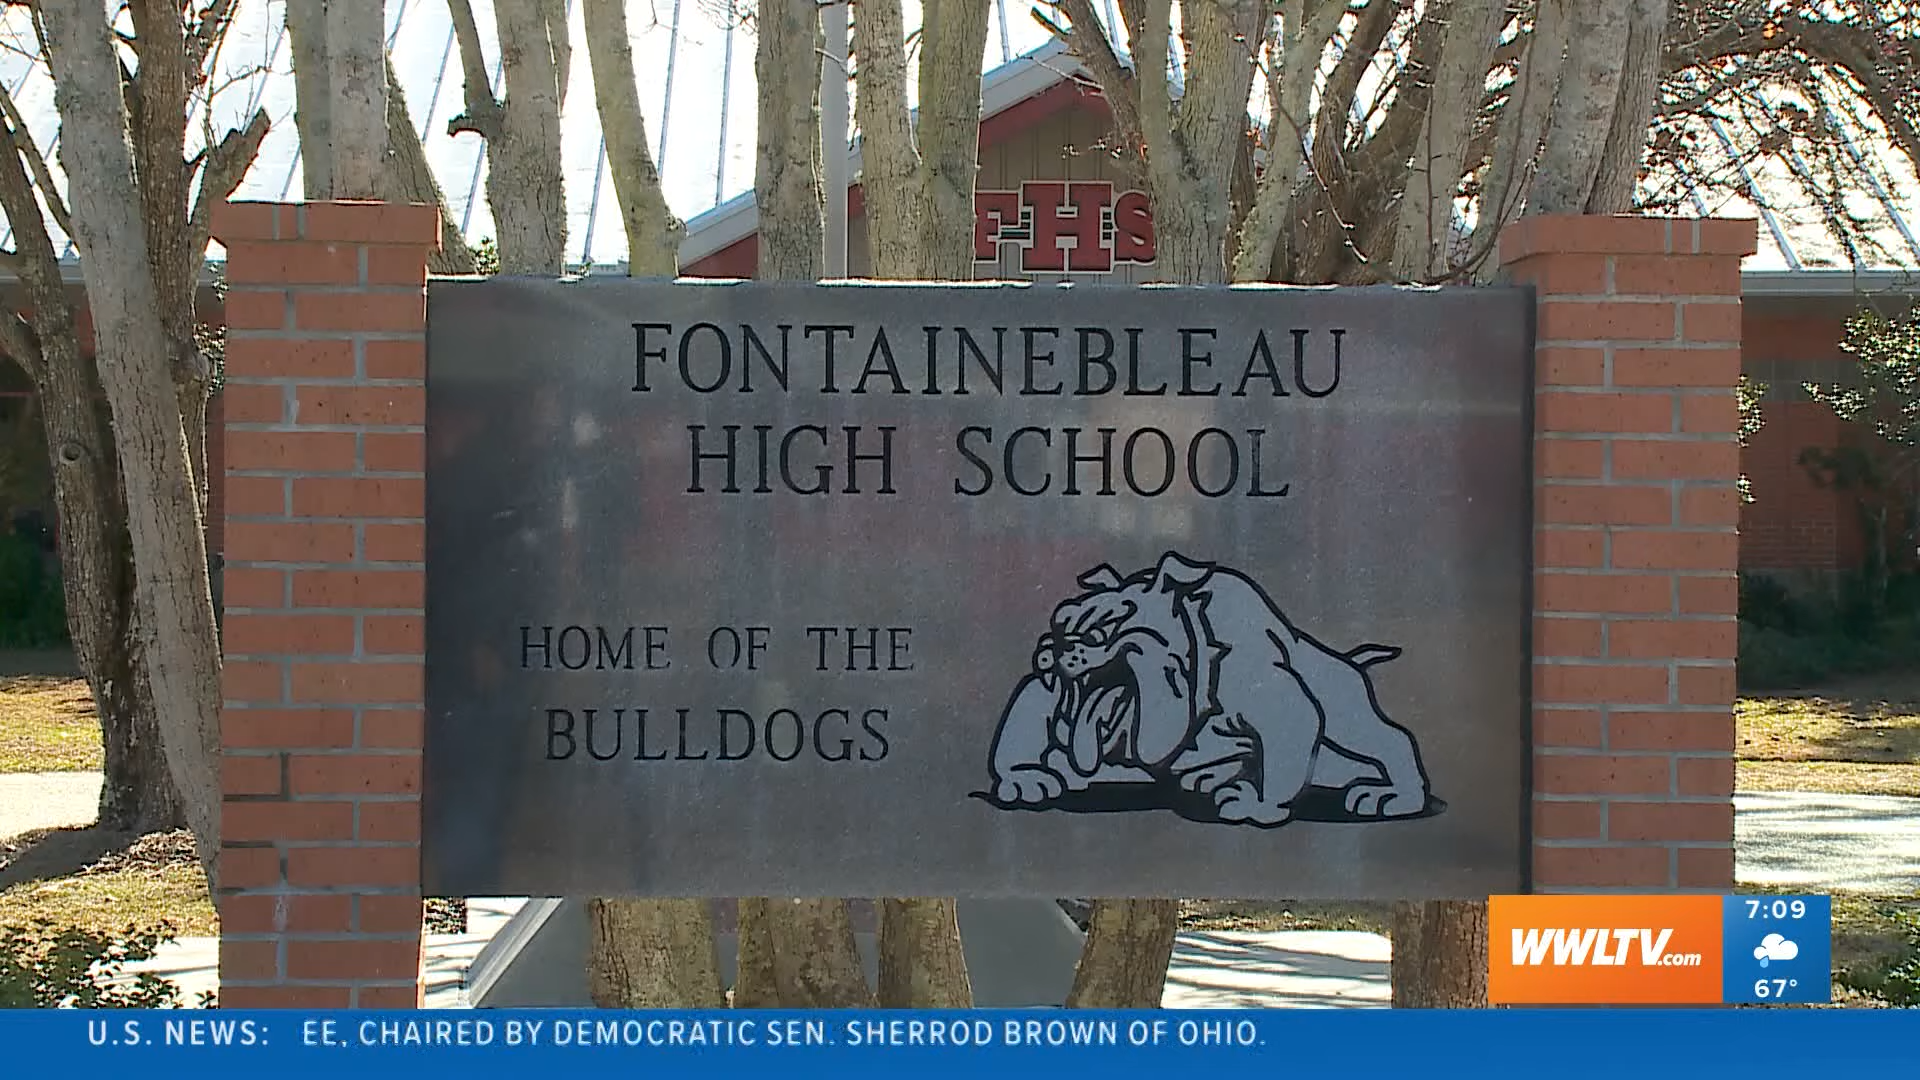 FHS
FONTAINEBLEAU
HIGH SCHOOL
HOME OF THE
BULLDOGS
WWLTV.com
7:09
67°
U.S. NEWS: EE, CHAIRED BY DEMOCRATIC SEN. SHERROD BROWN OF OHIO.